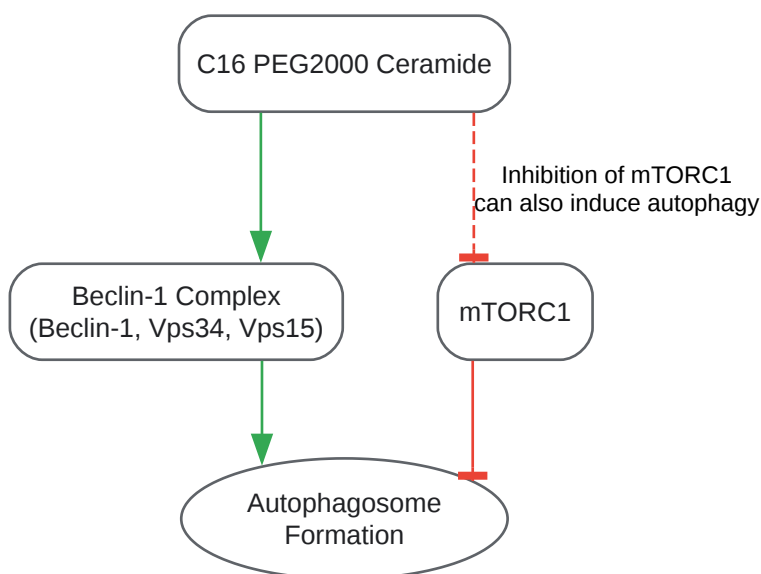 C16 PEG2000 Ceramide
Inhibition of mTORC1
can also induce autophagy
Beclin-1 Complex
(Beclin-1, Vps34, Vps15)
mTORC1
Autophagosome
Formation